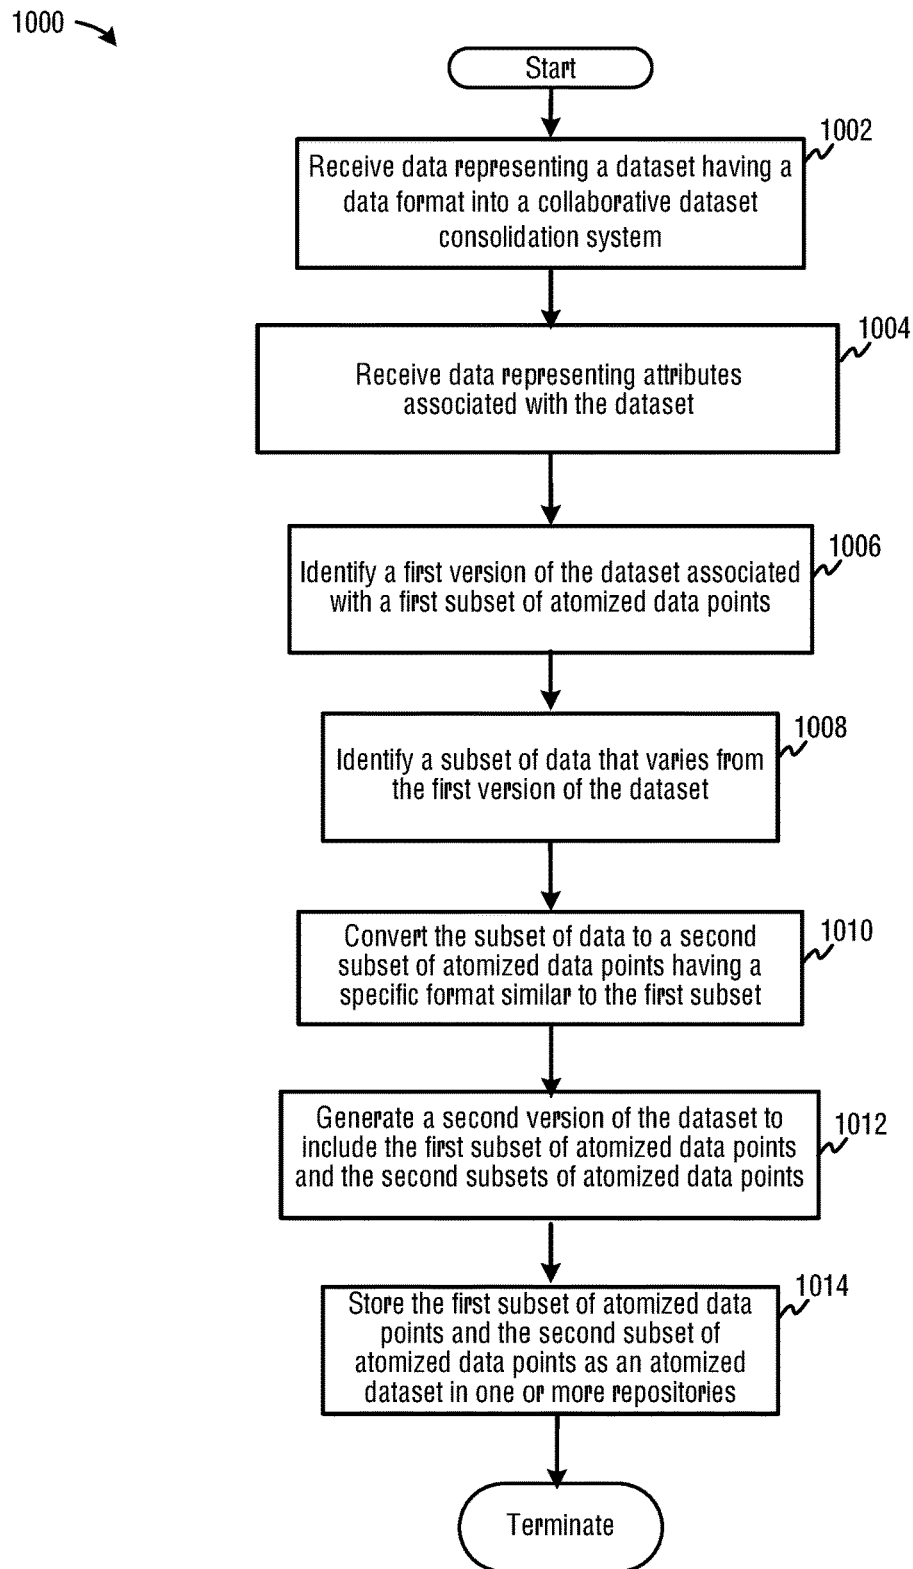 1000
Start
1002
Receive data representing a dataset having a
data format into a collaborative dataset
consolidation system
1004
Receive data representing attributes
associated with the dataset
1006
Identify a first version of the dataset associated
with a first subset of atomized data points
1008
Identify a subset of data that varies from
the first version of the dataset
1010
Convert the subset of data to a second
subset of atomized data points having a
specific format similar to the first subset
1012
Generate a second version of the dataset to
include the first subset of atomized data points
and the second subsets of atomized data points
1014
Store the first subset of atomized data
points and the second subset of
atomized data points as an atomized
dataset in one or more repositories
Terminate